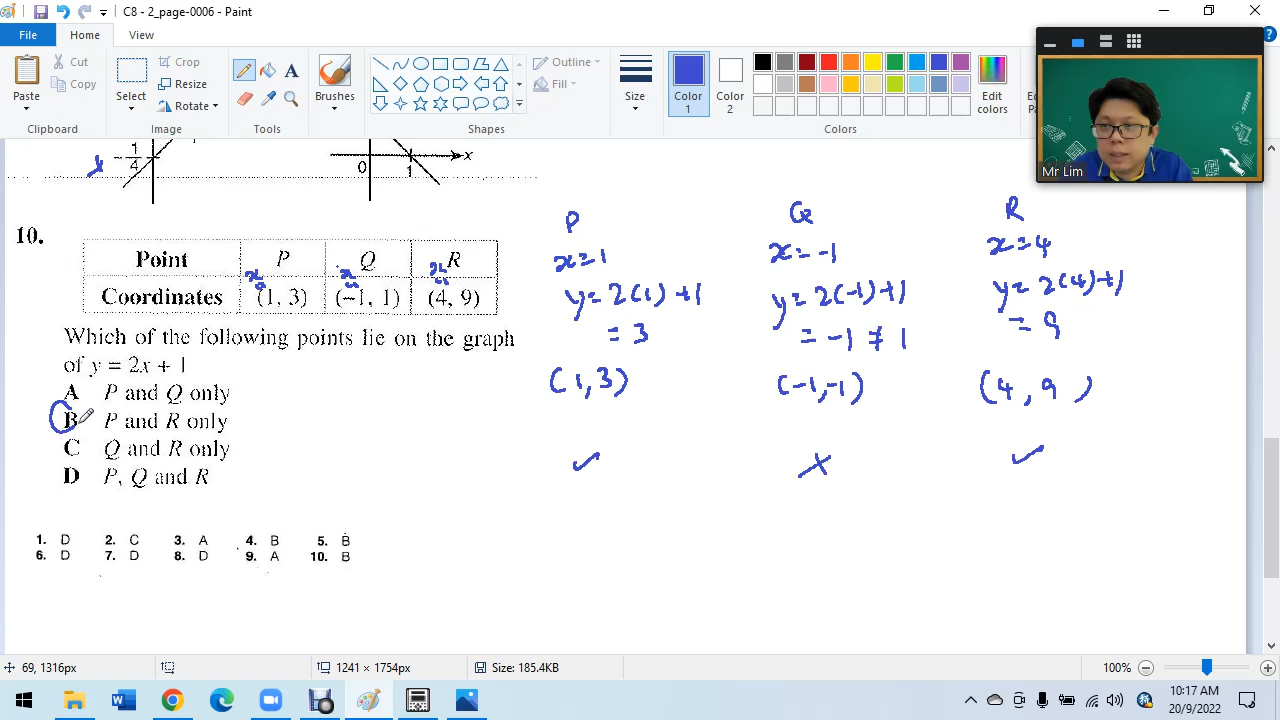 C8 - 2_page-0006 - Paint
File Home View
Paste Cut Copy Clipboard
Select Crop Resize Rotate Image
A Tools
Brushes
Outline Fill Shapes
Size
Color 1 Color 2 Edit colors Colors
Mr Lim
x -1/4
0 1 x
10.
Point P Q R
x y x y x y
Coordinates (1, 3) (−1, 1) (4, 9)
Which of the following points lie on the graph
of y = 2x + 1
A P and Q only
B P and R only
C Q and R only
D P, Q and R
P
x = 1
y = 2(1) + 1
= 3
(1, 3)
✓
Q
x = -1
y = 2(-1) + 1
= -1 ≠ 1
(-1, -1)
✗
R
x = 4
y = 2(4) + 1
= 9
(4, 9)
✓
1. D 2. C 3. A 4. B 5. B
6. D 7. D 8. D 9. A 10. B
69, 1316px 1241 × 1754px Size: 185.4KB 100%
10:17 AM
20/9/2022